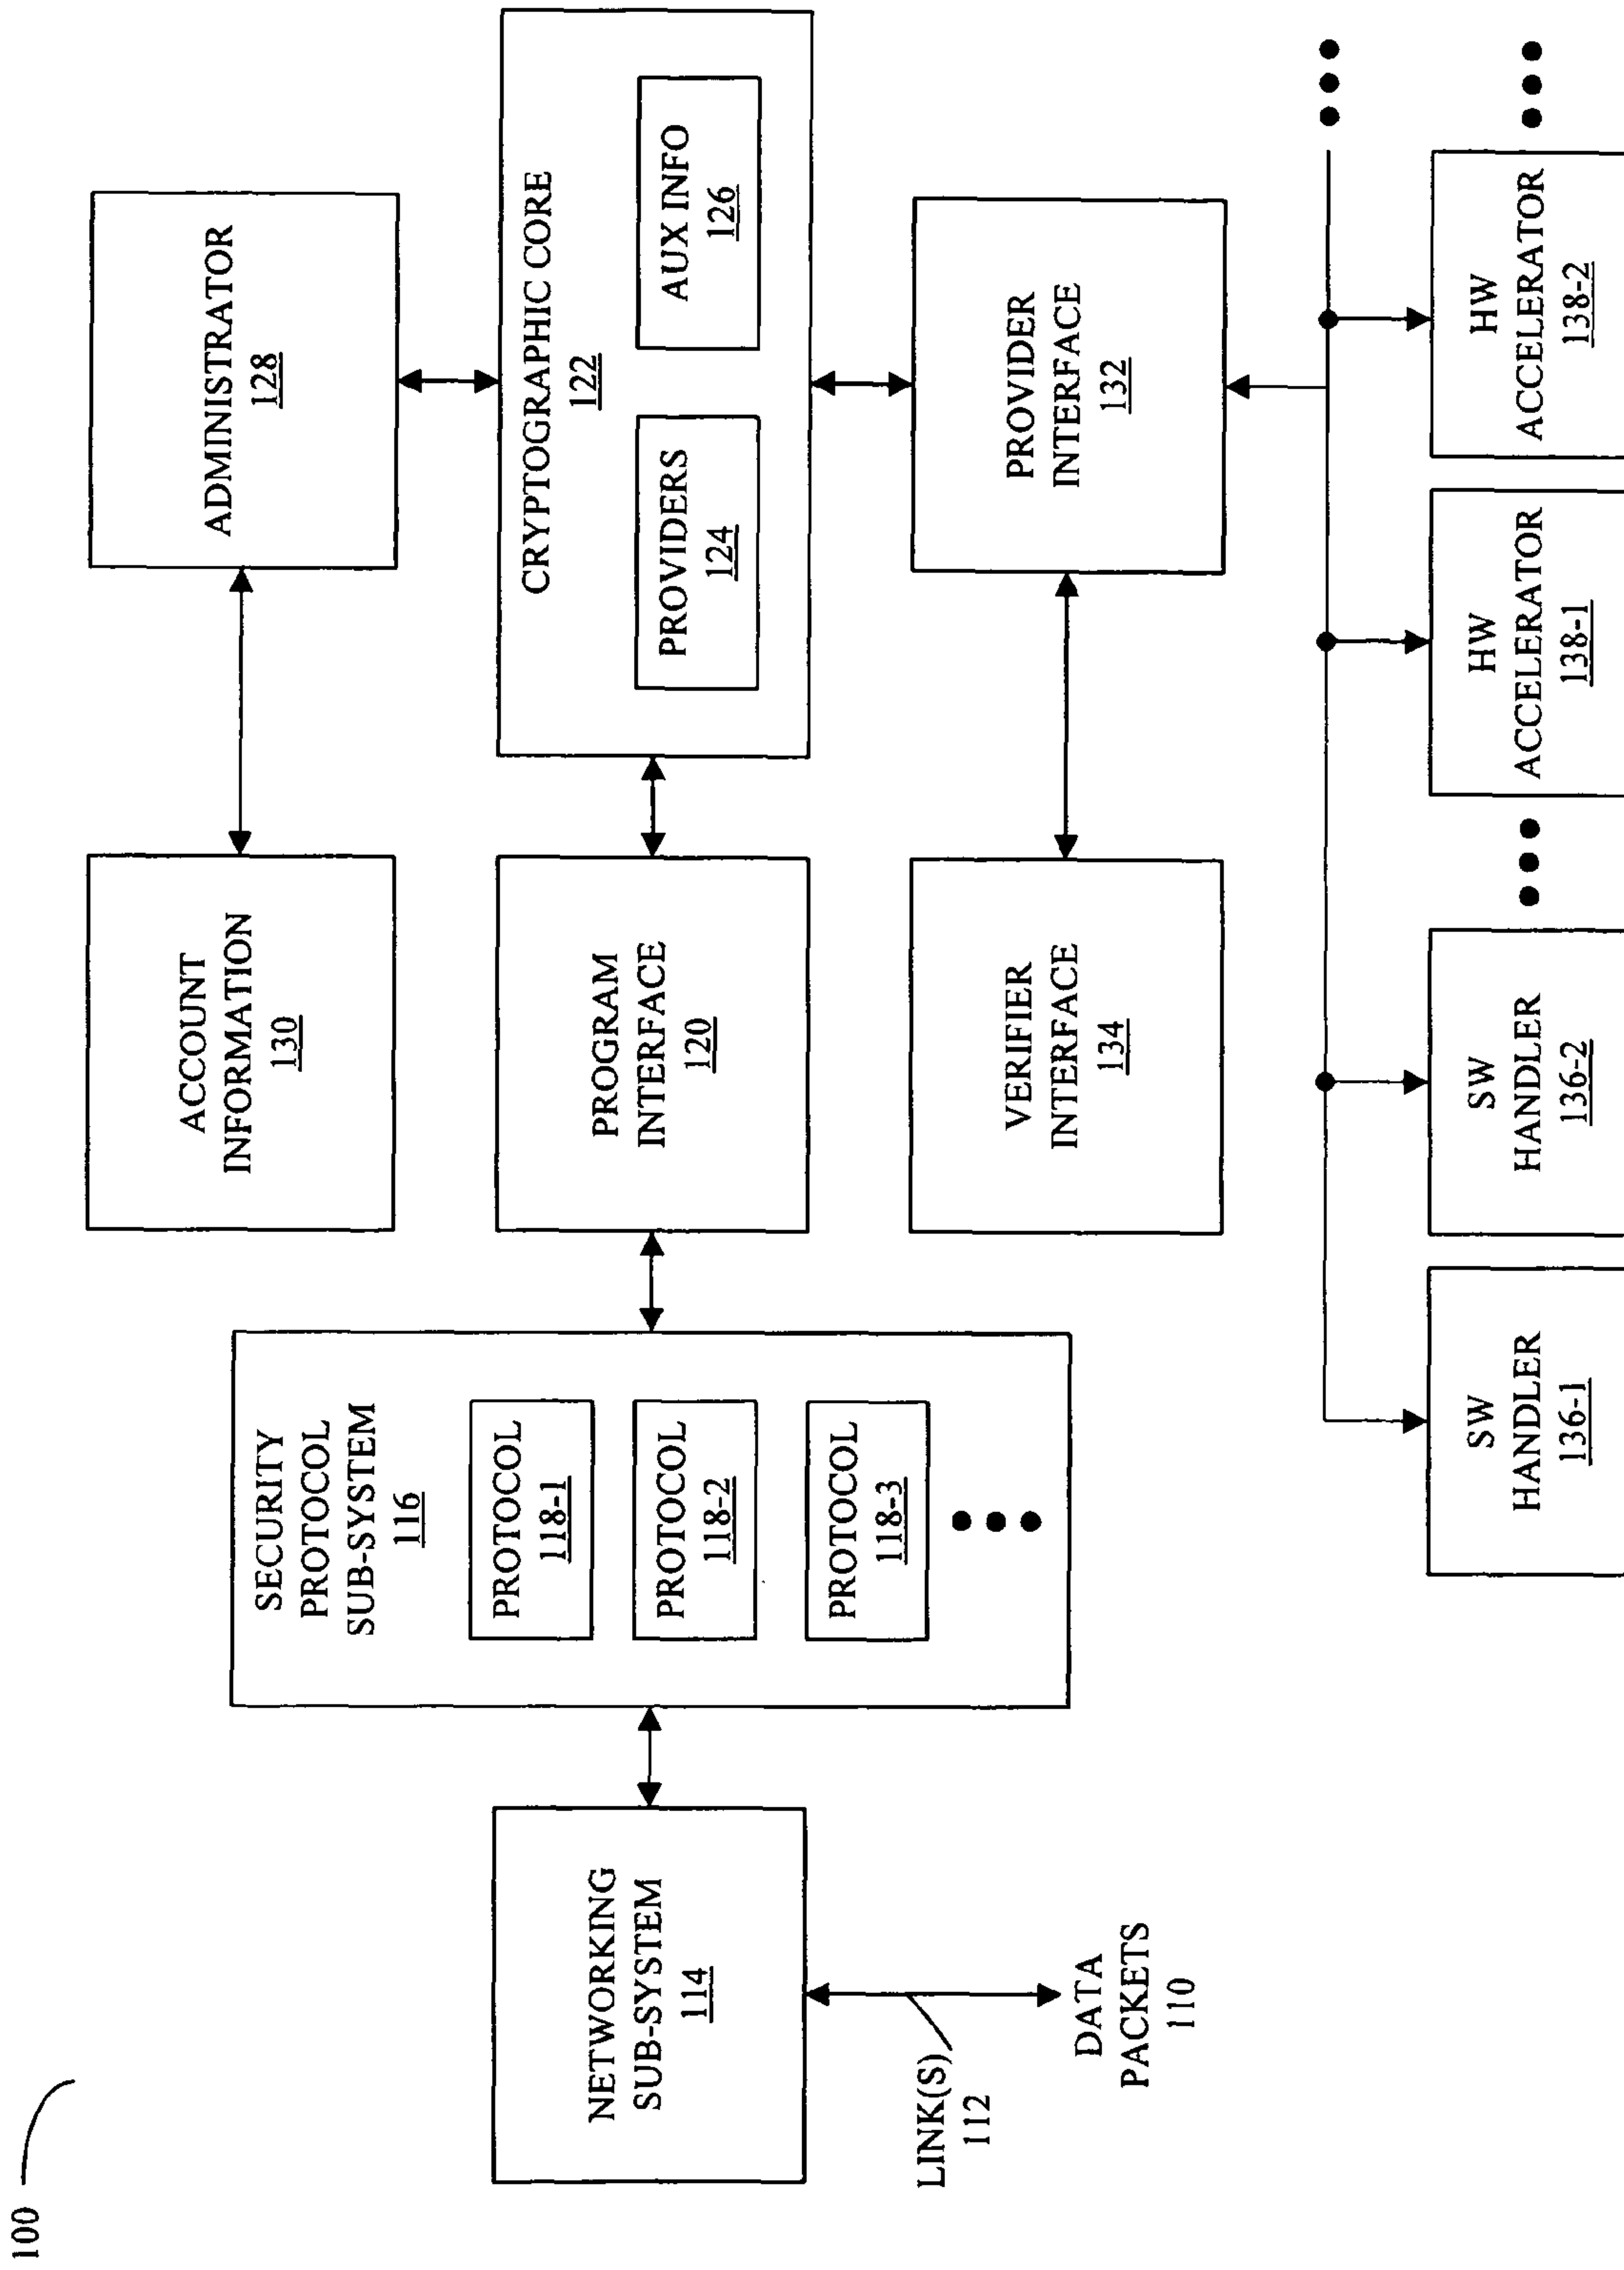 100
ADMINISTRATOR
128
ACCOUNT
INFORMATION
130
CRYPTOGRAPHIC CORE
122
PROVIDERS
124
AUX INFO
126
PROGRAM
INTERFACE
120
SECURITY
PROTOCOL
SUB-SYSTEM
116
PROTOCOL
118-1
PROTOCOL
118-2
PROTOCOL
118-3
NETWORKING
SUB-SYSTEM
114
LINK(S)
112
DATA
PACKETS
110
VERIFIER
INTERFACE
134
PROVIDER
INTERFACE
132
SW
HANDLER
136-1
SW
HANDLER
136-2
HW
ACCELERATOR
138-1
HW
ACCELERATOR
138-2